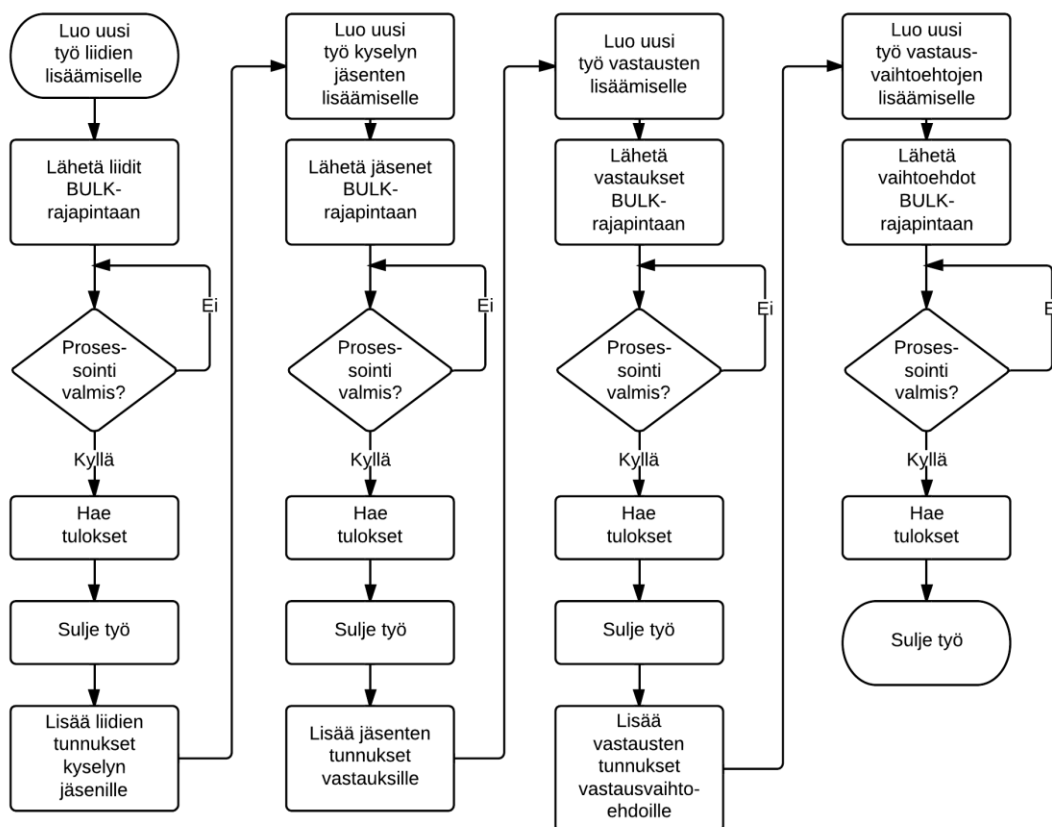 Luo uusi
työ liidien
lisäämiselle
Lähetä liidit
BULK-
rajapintaan
Ei
Proses-
sointi
valmis?
Kyllä
Hae
tulokset
Sulje työ
Lisää liidien
tunnukset
kyselyn
jäsenille
Luo uusi
työ kyselyn
jäsenten
lisäämiselle
Lähetä jäsenet
BULK-
rajapintaan
Ei
Proses-
sointi
valmis?
Kyllä
Hae
tulokset
Sulje työ
Lisää jäsenten
tunnukset
vastauksille
Luo uusi
työ vastausten
lisäämiselle
Lähetä
vastaukset
BULK-
rajapintaan
Ei
Proses-
sointi
valmis?
Kyllä
Hae
tulokset
Sulje työ
Lisää
vastausten
tunnukset
vastausvaihto-
ehdoille
Luo uusi
työ vastaus-
vaihtoehtojen
lisäämiselle
Lähetä
vaihtoehdot
BULK-
rajapintaan
Proses-
sointi
valmis?
Kyllä
Hae
tulokset
Sulje työ